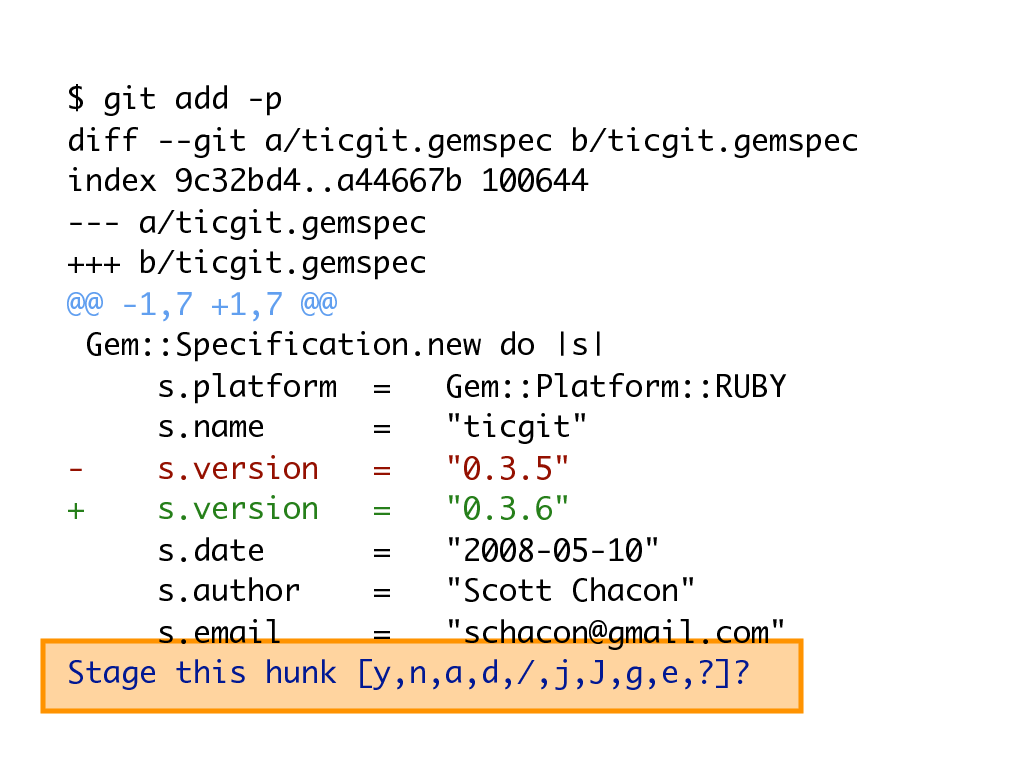 $ git add -p
diff --git a/ticgit.gemspec b/ticgit.gemspec
index 9c32bd4..a44667b 100644
--- a/ticgit.gemspec
+++ b/ticgit.gemspec
@@ -1,7 +1,7 @@
 Gem::Specification.new do |s|
     s.platform  =   Gem::Platform::RUBY
     s.name      =   "ticgit"
-    s.version   =   "0.3.5"
+    s.version   =   "0.3.6"
     s.date      =   "2008-05-10"
     s.author    =   "Scott Chacon"
     s.email     =   "schacon@gmail.com"
Stage this hunk [y,n,a,d,/,j,J,g,e,?]?